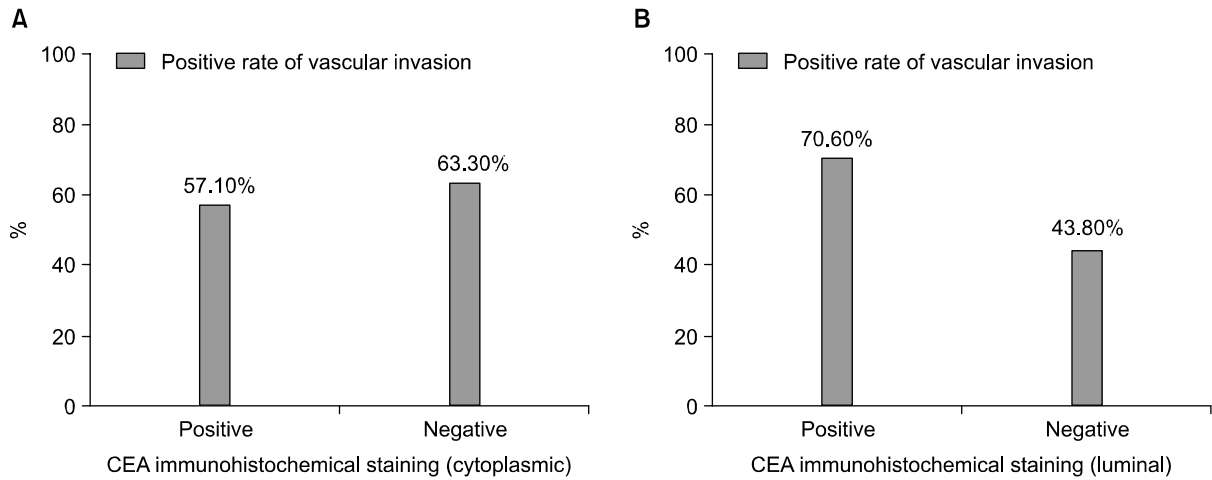 A
100
80
60
40
20
0
%
Positive rate of vascular invasion
57.10%
63.30%
Positive
Negative
CEA immunohistochemical staining (cytoplasmic)
B
100
80
60
40
20
0
%
Positive rate of vascular invasion
70.60%
43.80%
Positive
Negative
CEA immunohistochemical staining (luminal)